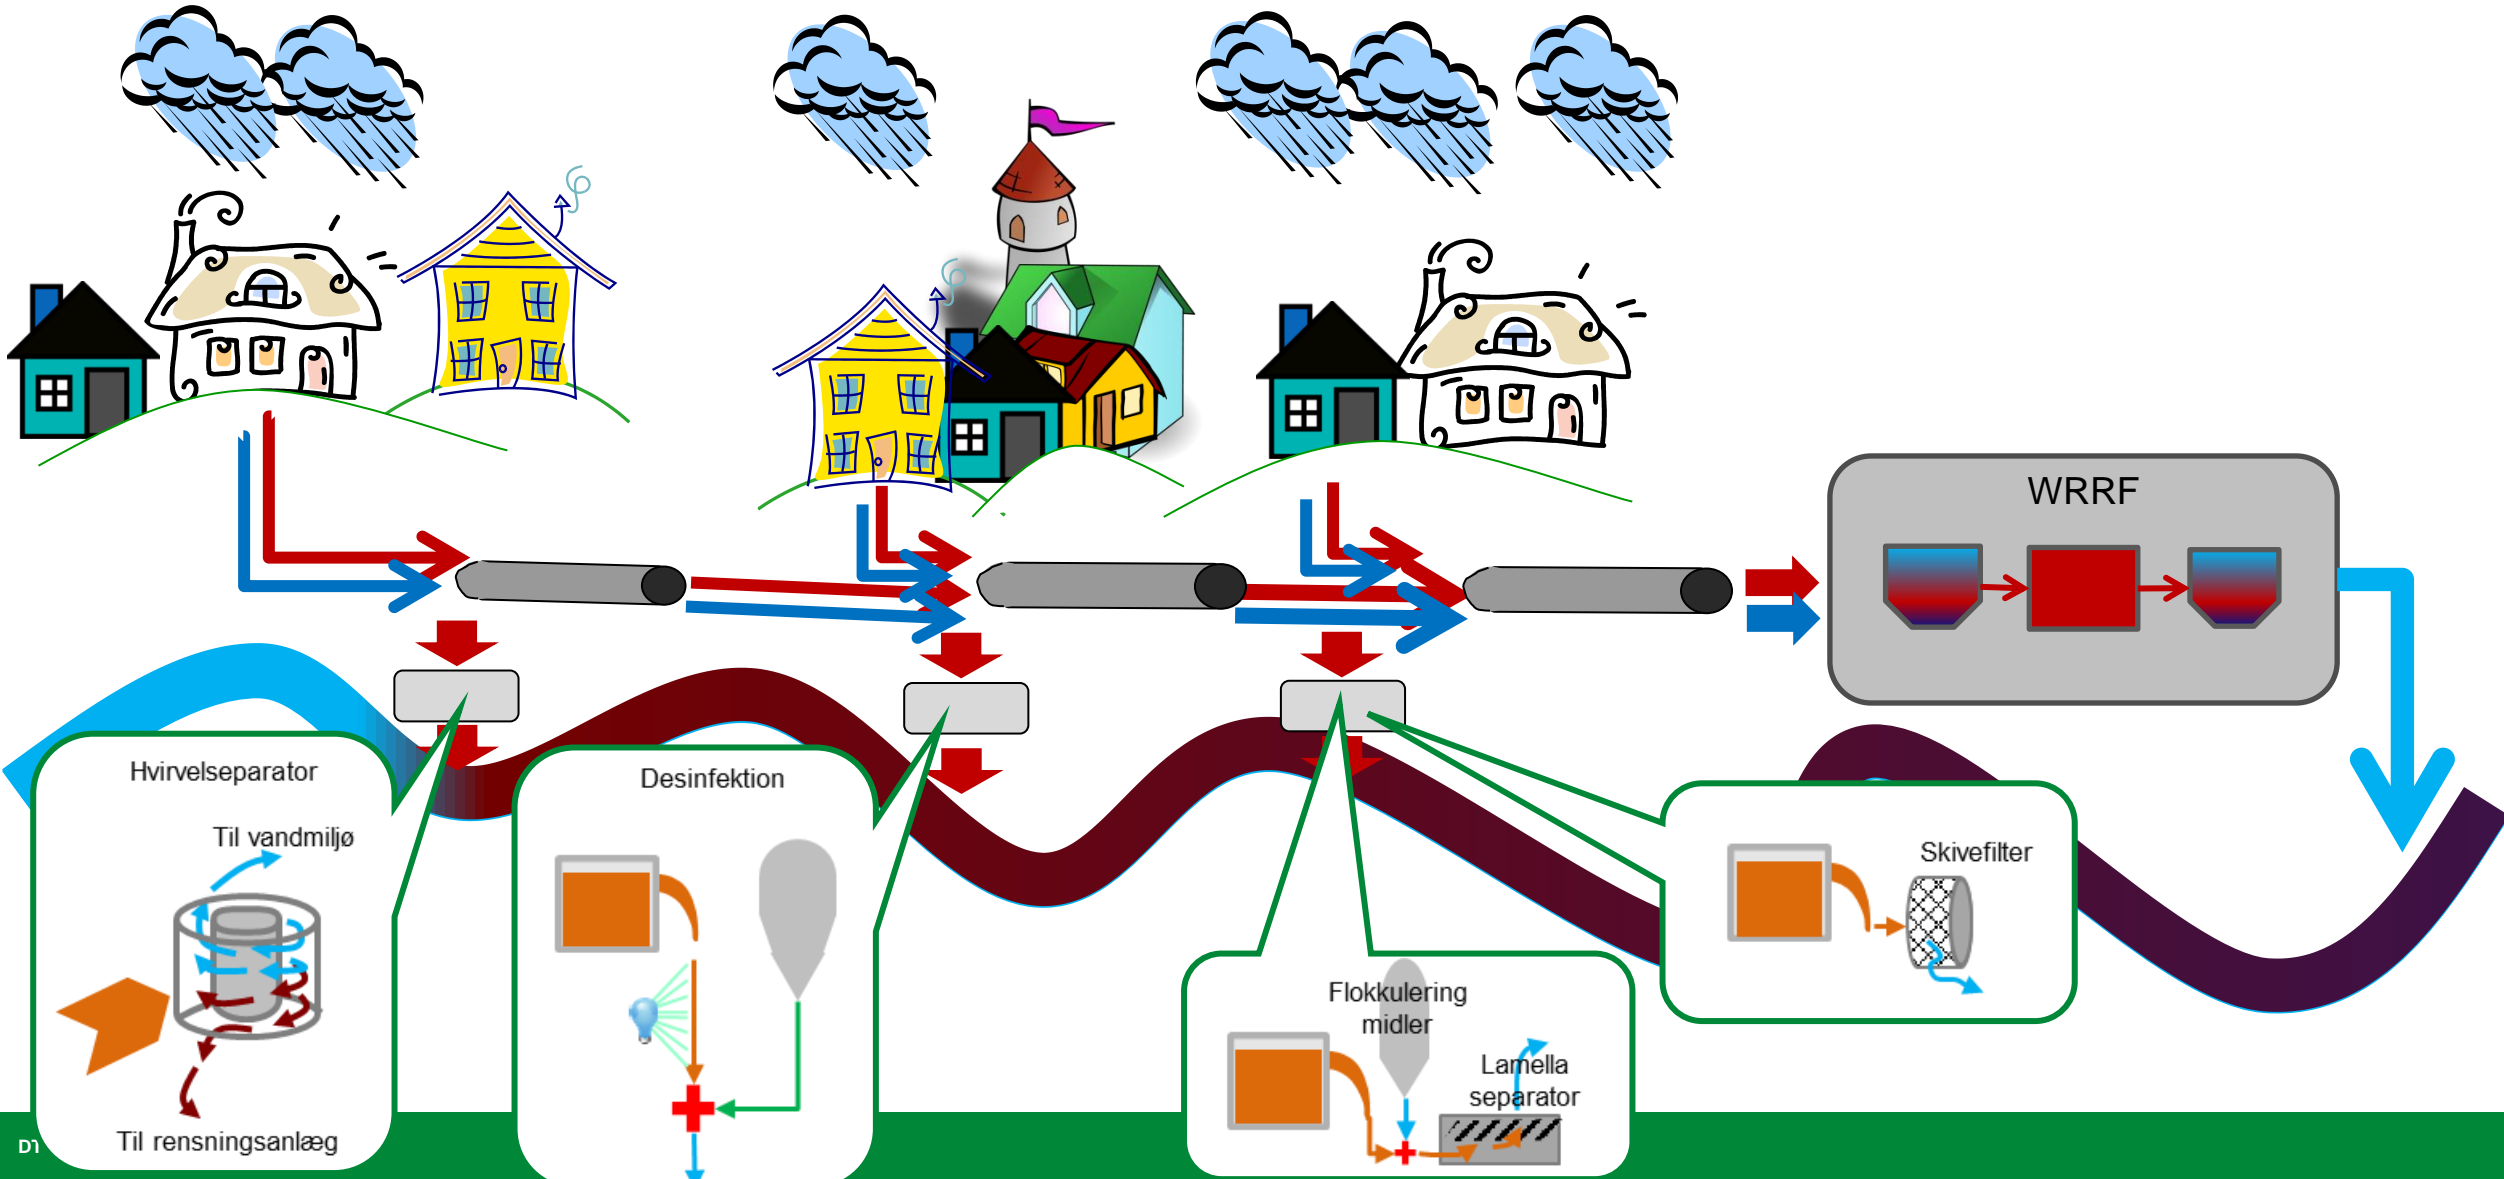 WRRF
Hvirvelseparator
Til vandmiljø
Til rensningsanlæg
Desinfektion
Flokkulering
midler
Lamella
separator
Skivefilter